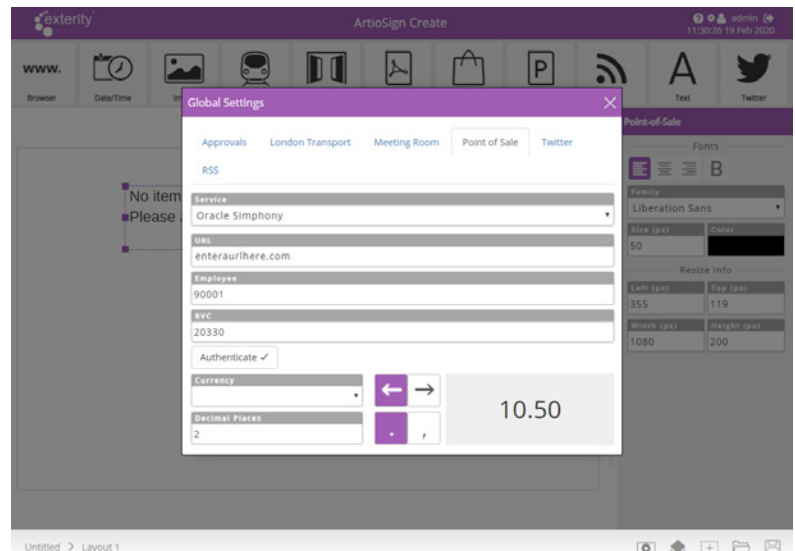 exterity
ArtioSign Create
admin
11:30:26 19 Feb 2020
www.
P
A
Browser
Date/Time
Text
Twitter
Global Settings
Point-of-Sale
Approvals London Transport Meeting Room Point of Sale Twitter
RSS
Fonts
B
Family
Liberation Sans
Size (px) Color
50
Resize Info
Left (px) Top (px)
355 119
Width (px) Height (px)
1080 200
No item
Please
Service
Oracle Simphony
URL
enteraurlhere.com
Employee
90001
RVC
20330
Authenticate ✓
Currency
← →
10.50
Decimal Places
2
. ,
Untitled > Layout 1